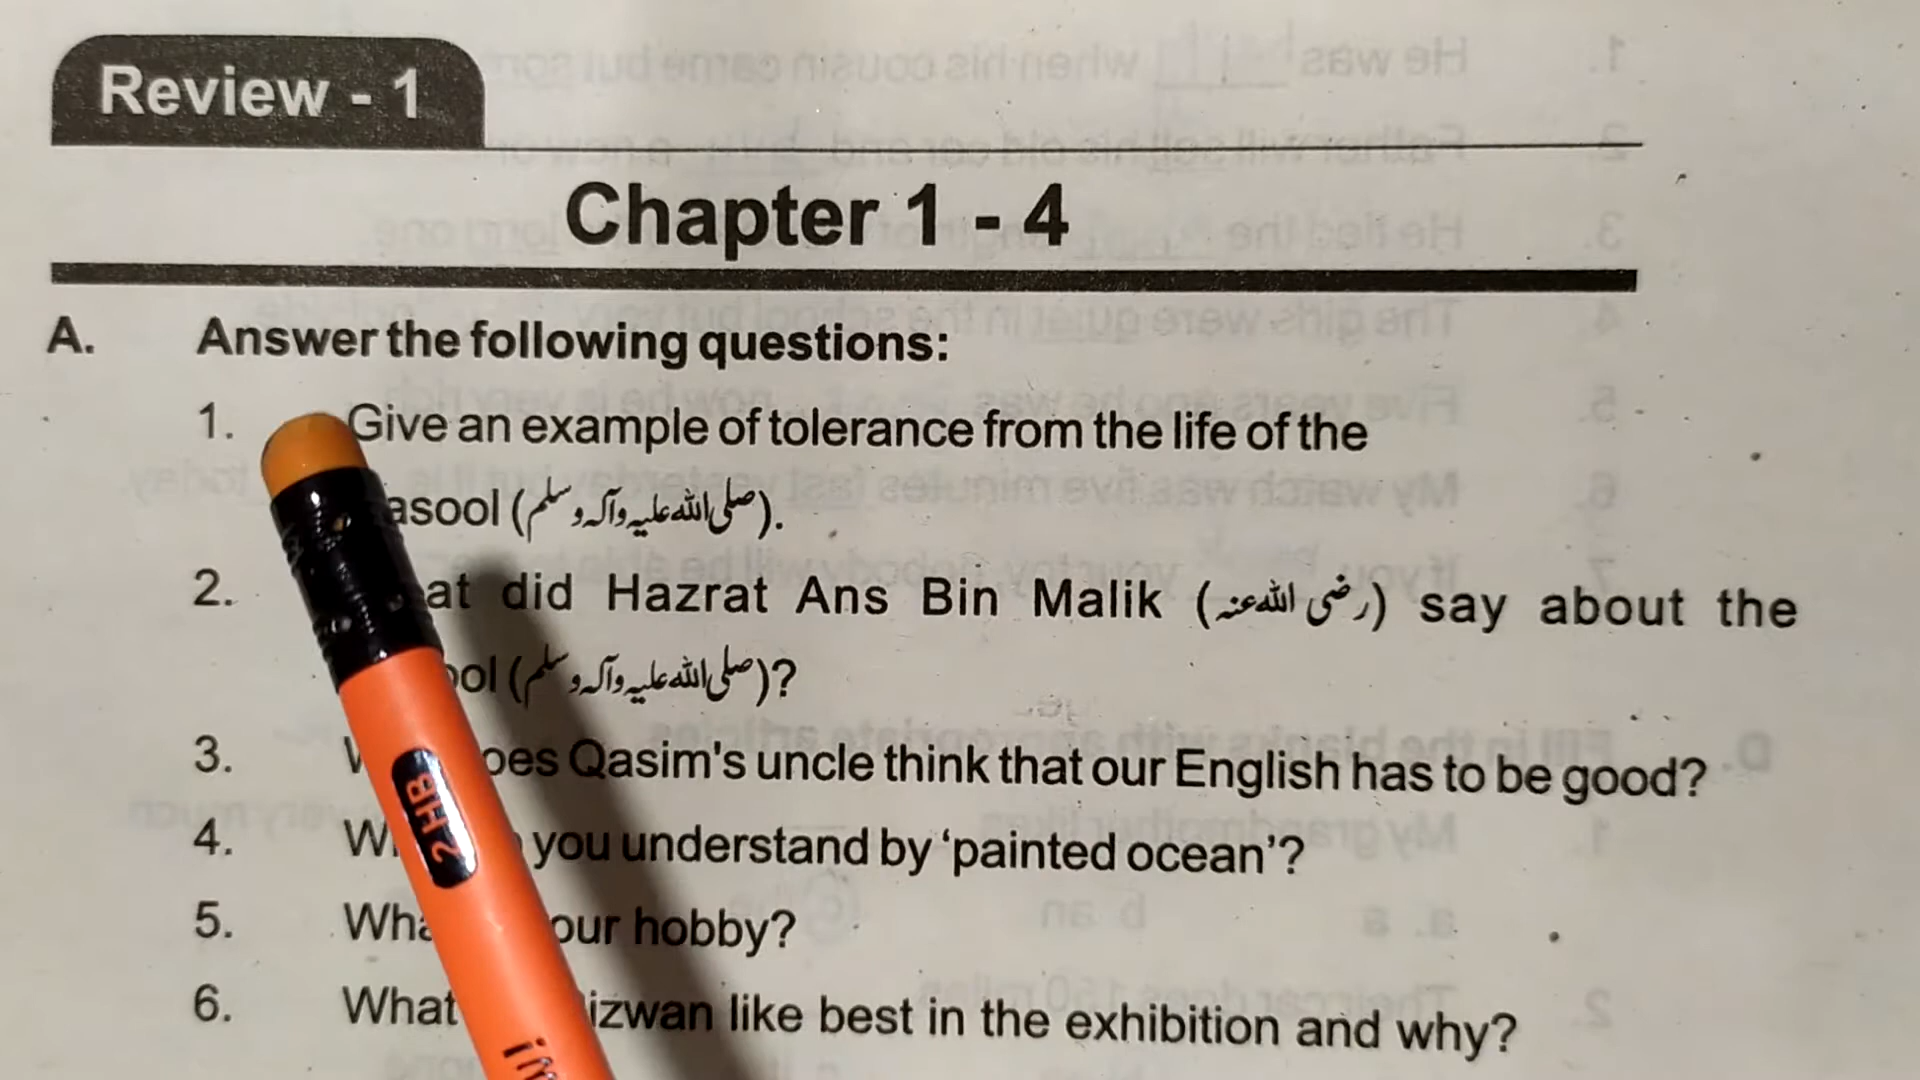 Review - 1
Chapter 1 - 4
A. Answer the following questions:
1. Give an example of tolerance from the life of the
asool (صلی اللہ علیہ وآلہ وسلم).
2. at did Hazrat Ans Bin Malik (رضی اللہ عنہ) say about the
ool (صلی اللہ علیہ وآلہ وسلم)?
3. oes Qasim's uncle think that our English has to be good?
4. you understand by ‘painted ocean’?
5. our hobby?
6. What izwan like best in the exhibition and why?
2 HB